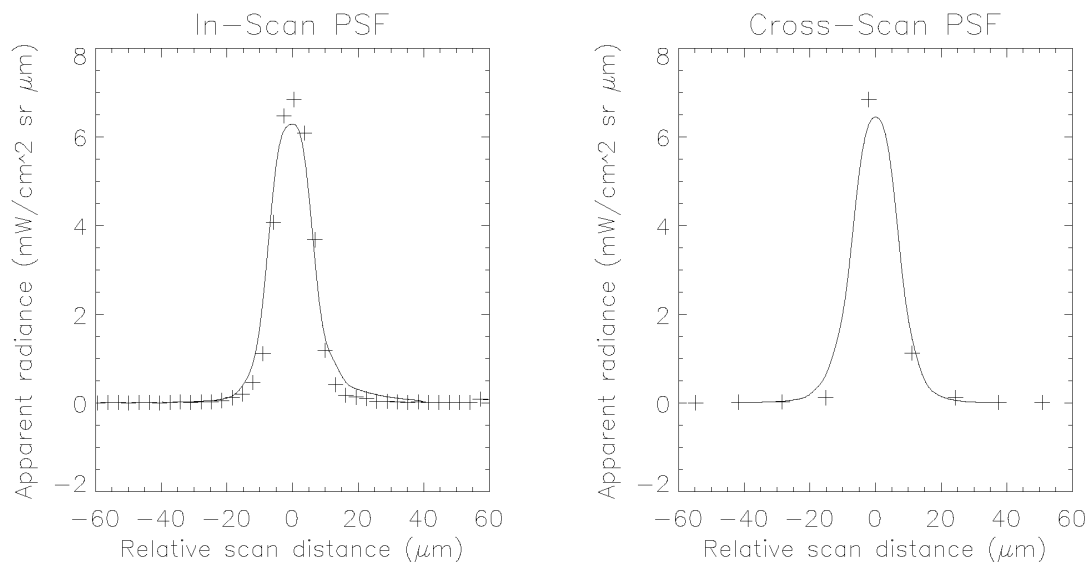 In-Scan PSF
Apparent radiance (mW/cm^2 sr μm)
8
6
4
2
0
-2
-60 -40 -20 0 20 40 60
Relative scan distance (μm)
Cross-Scan PSF
Apparent radiance (mW/cm^2 sr μm)
8
6
4
2
0
-2
-60 -40 -20 0 20 40 60
Relative scan distance (μm)